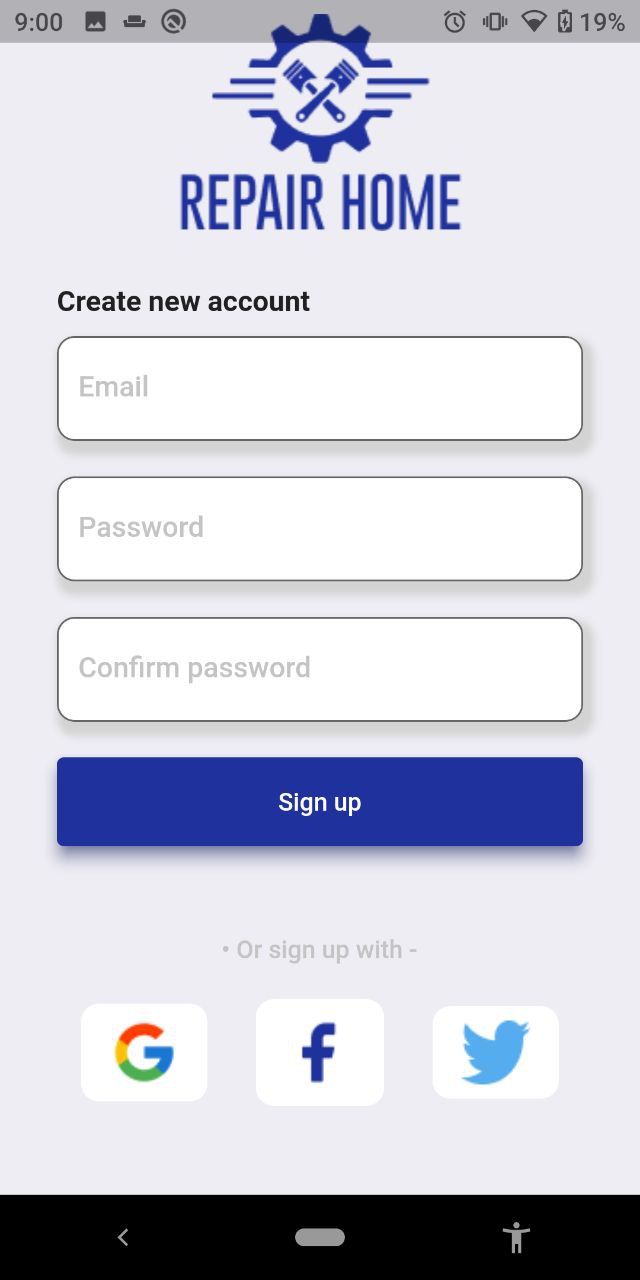 9:00
19%
REPAIR HOME
Create new account
Email
Password
Confirm password
Sign up
• Or sign up with -